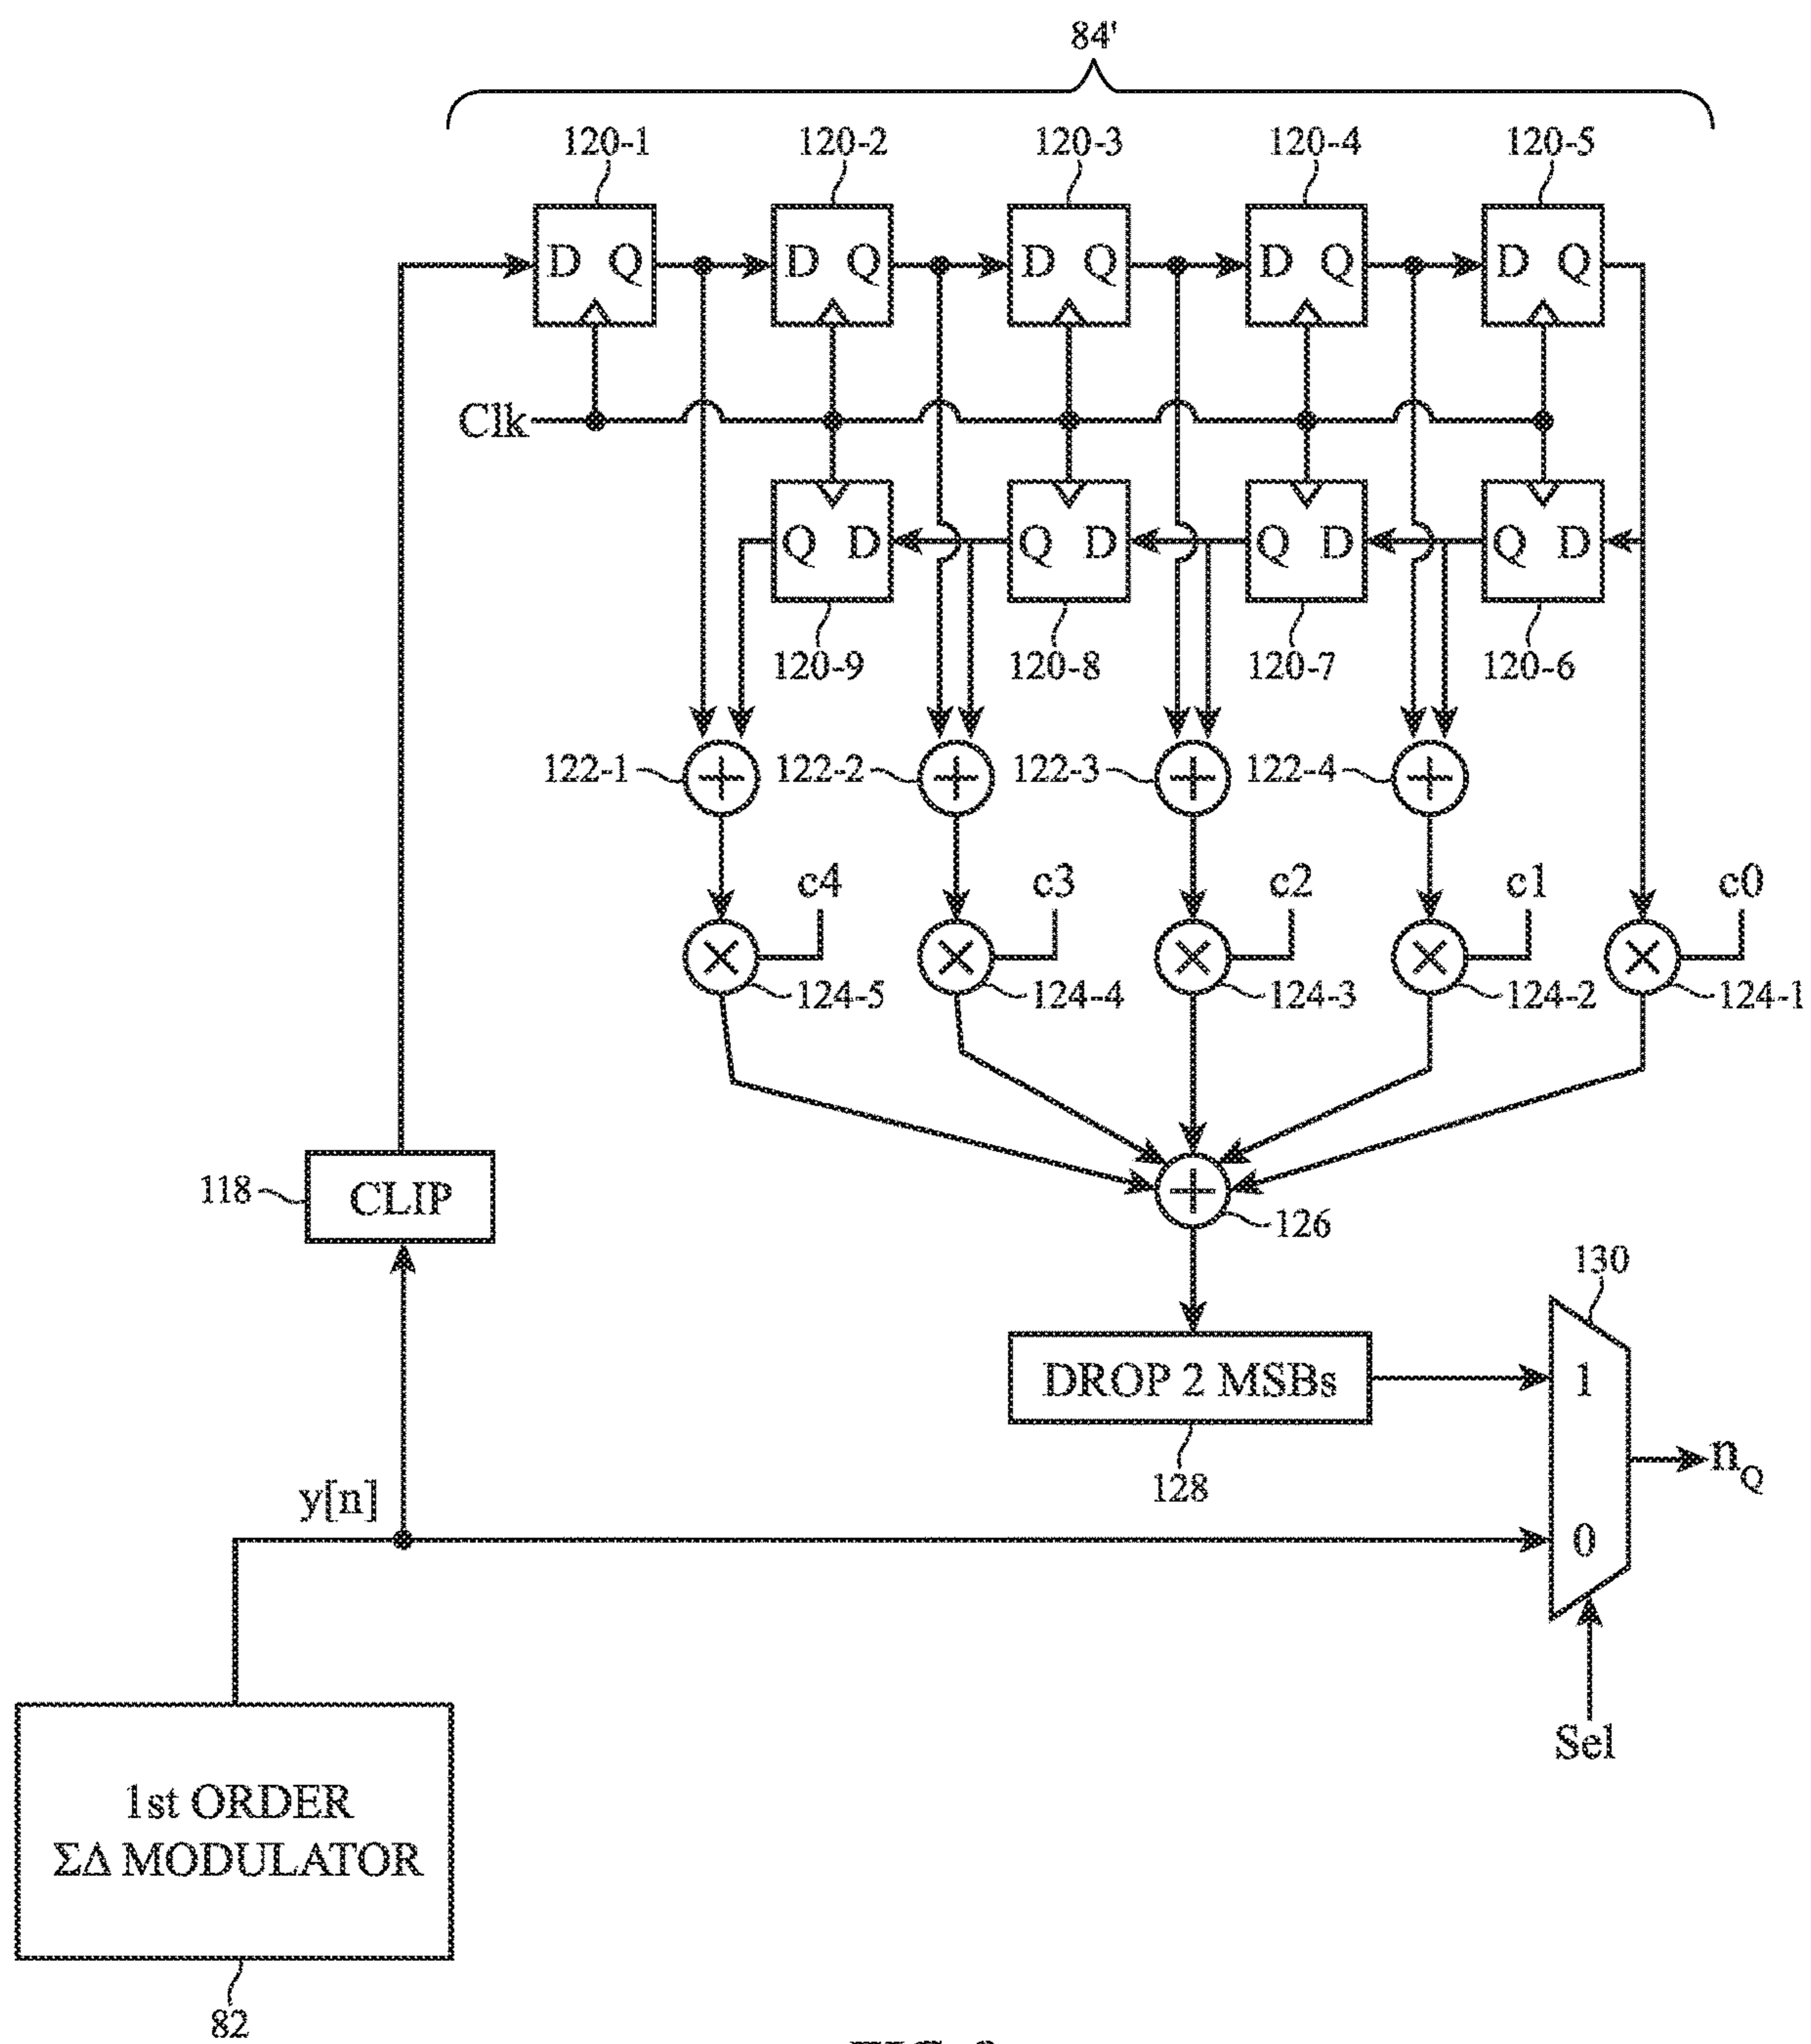 84'
120-1 120-2 120-3 120-4 120-5
D Q D Q D Q D Q D Q
Clk
Q D Q D Q D Q D
120-9 120-8 120-7 120-6
122-1 122-2 122-3 122-4
c4 c3 c2 c1 c0
124-5 124-4 124-3 124-2 124-1
118 CLIP
126
130
DROP 2 MSBs
1
128
n_Q
y[n]
0
Sel
1st ORDER
ΣΔ MODULATOR
82